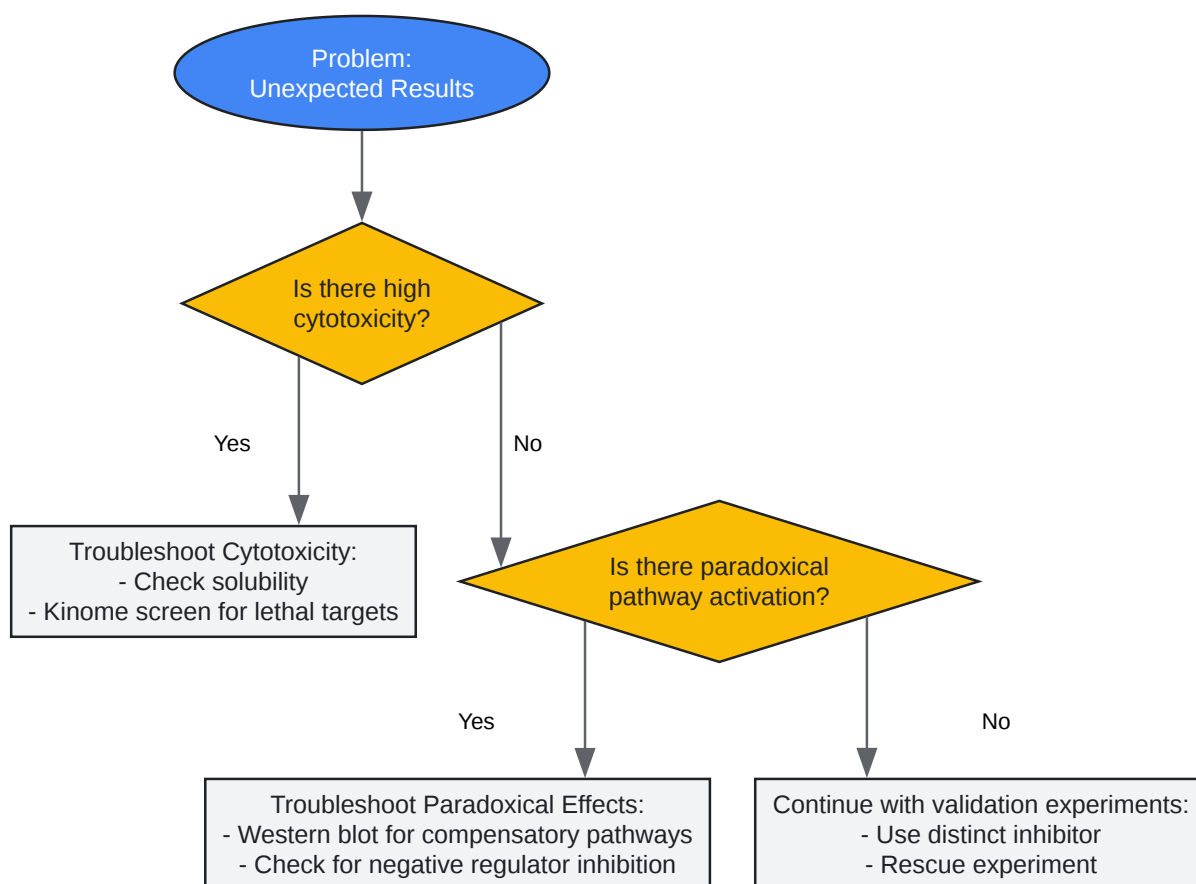 Problem:
Unexpected Results
Is there high
cytotoxicity?
Yes
No
Troubleshoot Cytotoxicity:
- Check solubility
- Kinome screen for lethal targets
Is there paradoxical
pathway activation?
Yes
No
Troubleshoot Paradoxical Effects:
- Western blot for compensatory pathways
- Check for negative regulator inhibition
Continue with validation experiments:
- Use distinct inhibitor
- Rescue experiment